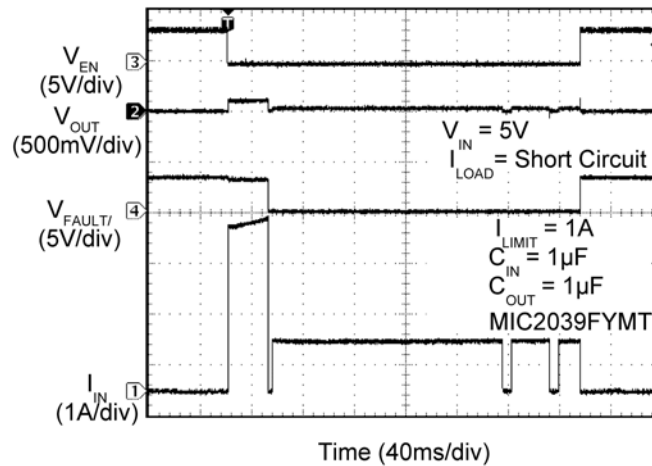 T
V_EN
(5V/div)
3
V_OUT
(500mV/div)
2
V_IN = 5V
I_LOAD = Short Circuit
V_FAULT/
(5V/div)
4
I_LIMIT = 1A
C_IN = 1µF
C_OUT = 1µF
MIC2039FYMT
I_IN
(1A/div)
1
Time (40ms/div)